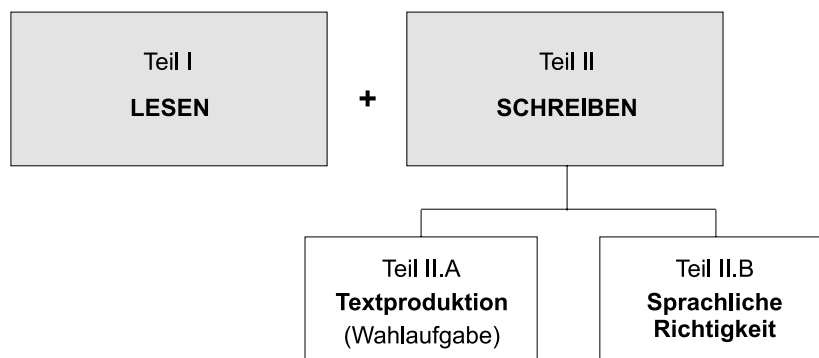 Teil I
LESEN
+
Teil II
SCHREIBEN
Teil II.A
Textproduktion
(Wahlaufgabe)
Teil II.B
Sprachliche
Richtigkeit